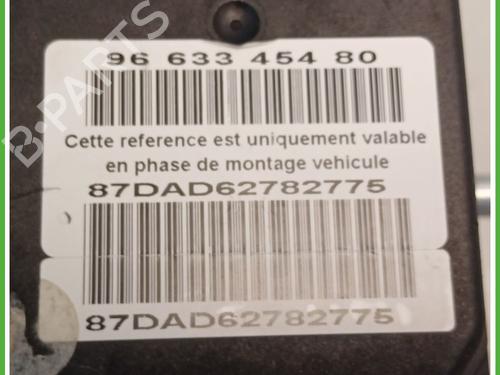 96 633 454 80
Cette reference est uniquement valable
en phase de montage vehicule
87DAD62782775
87DAD62782775
B-PARTS